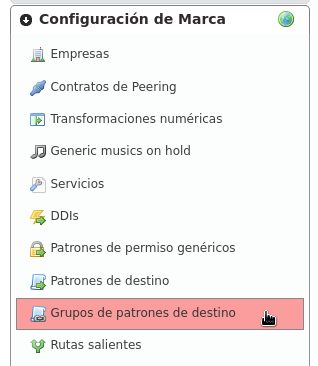 Configuración de Marca
Empresas
Contratos de Peering
Transformaciones numéricas
Generic musics on hold
Servicios
DDIs
Patrones de permiso genéricos
Patrones de destino
Grupos de patrones de destino
Rutas salientes